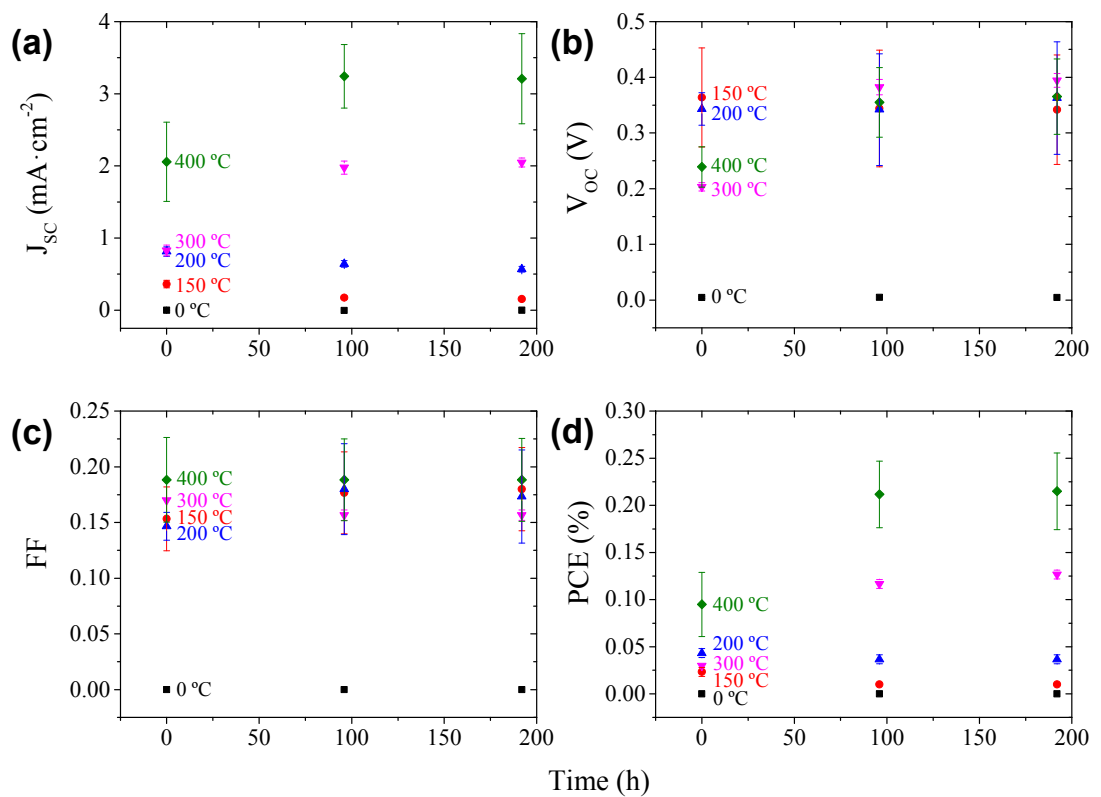 (a)
J_SC (mA·cm⁻²)
4
3
2
1
0
400 ºC
300 ºC
200 ºC
150 ºC
0 ºC
0 50 100 150 200
(b)
V_OC (V)
0.5
0.4
0.3
0.2
0.1
0.0
150 ºC
200 ºC
400 ºC
300 ºC
0 ºC
0 50 100 150 200
(c)
FF
0.25
0.20
0.15
0.10
0.05
0.00
400 ºC
300 ºC
150 ºC
200 ºC
0 ºC
0 50 100 150 200
(d)
PCE (%)
0.30
0.25
0.20
0.15
0.10
0.05
0.00
400 ºC
200 ºC
300 ºC
150 ºC
0 ºC
0 50 100 150 200
Time (h)